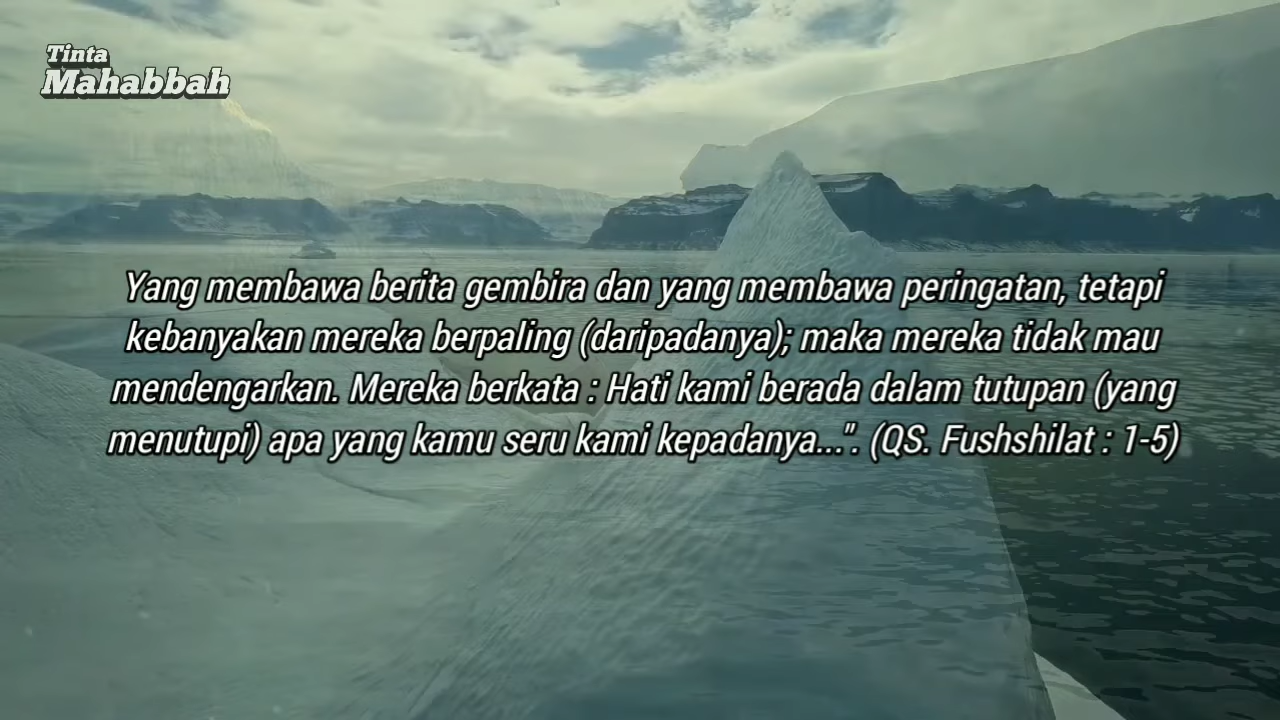 Tinta
Mahabbah
Yang membawa berita gembira dan yang membawa peringatan, tetapi
kebanyakan mereka berpaling (daripadanya); maka mereka tidak mau
mendengarkan. Mereka berkata : Hati kami berada dalam tutupan (yang
menutupi) apa yang kamu seru kami kepadanya...". (QS. Fushshilat : 1-5)